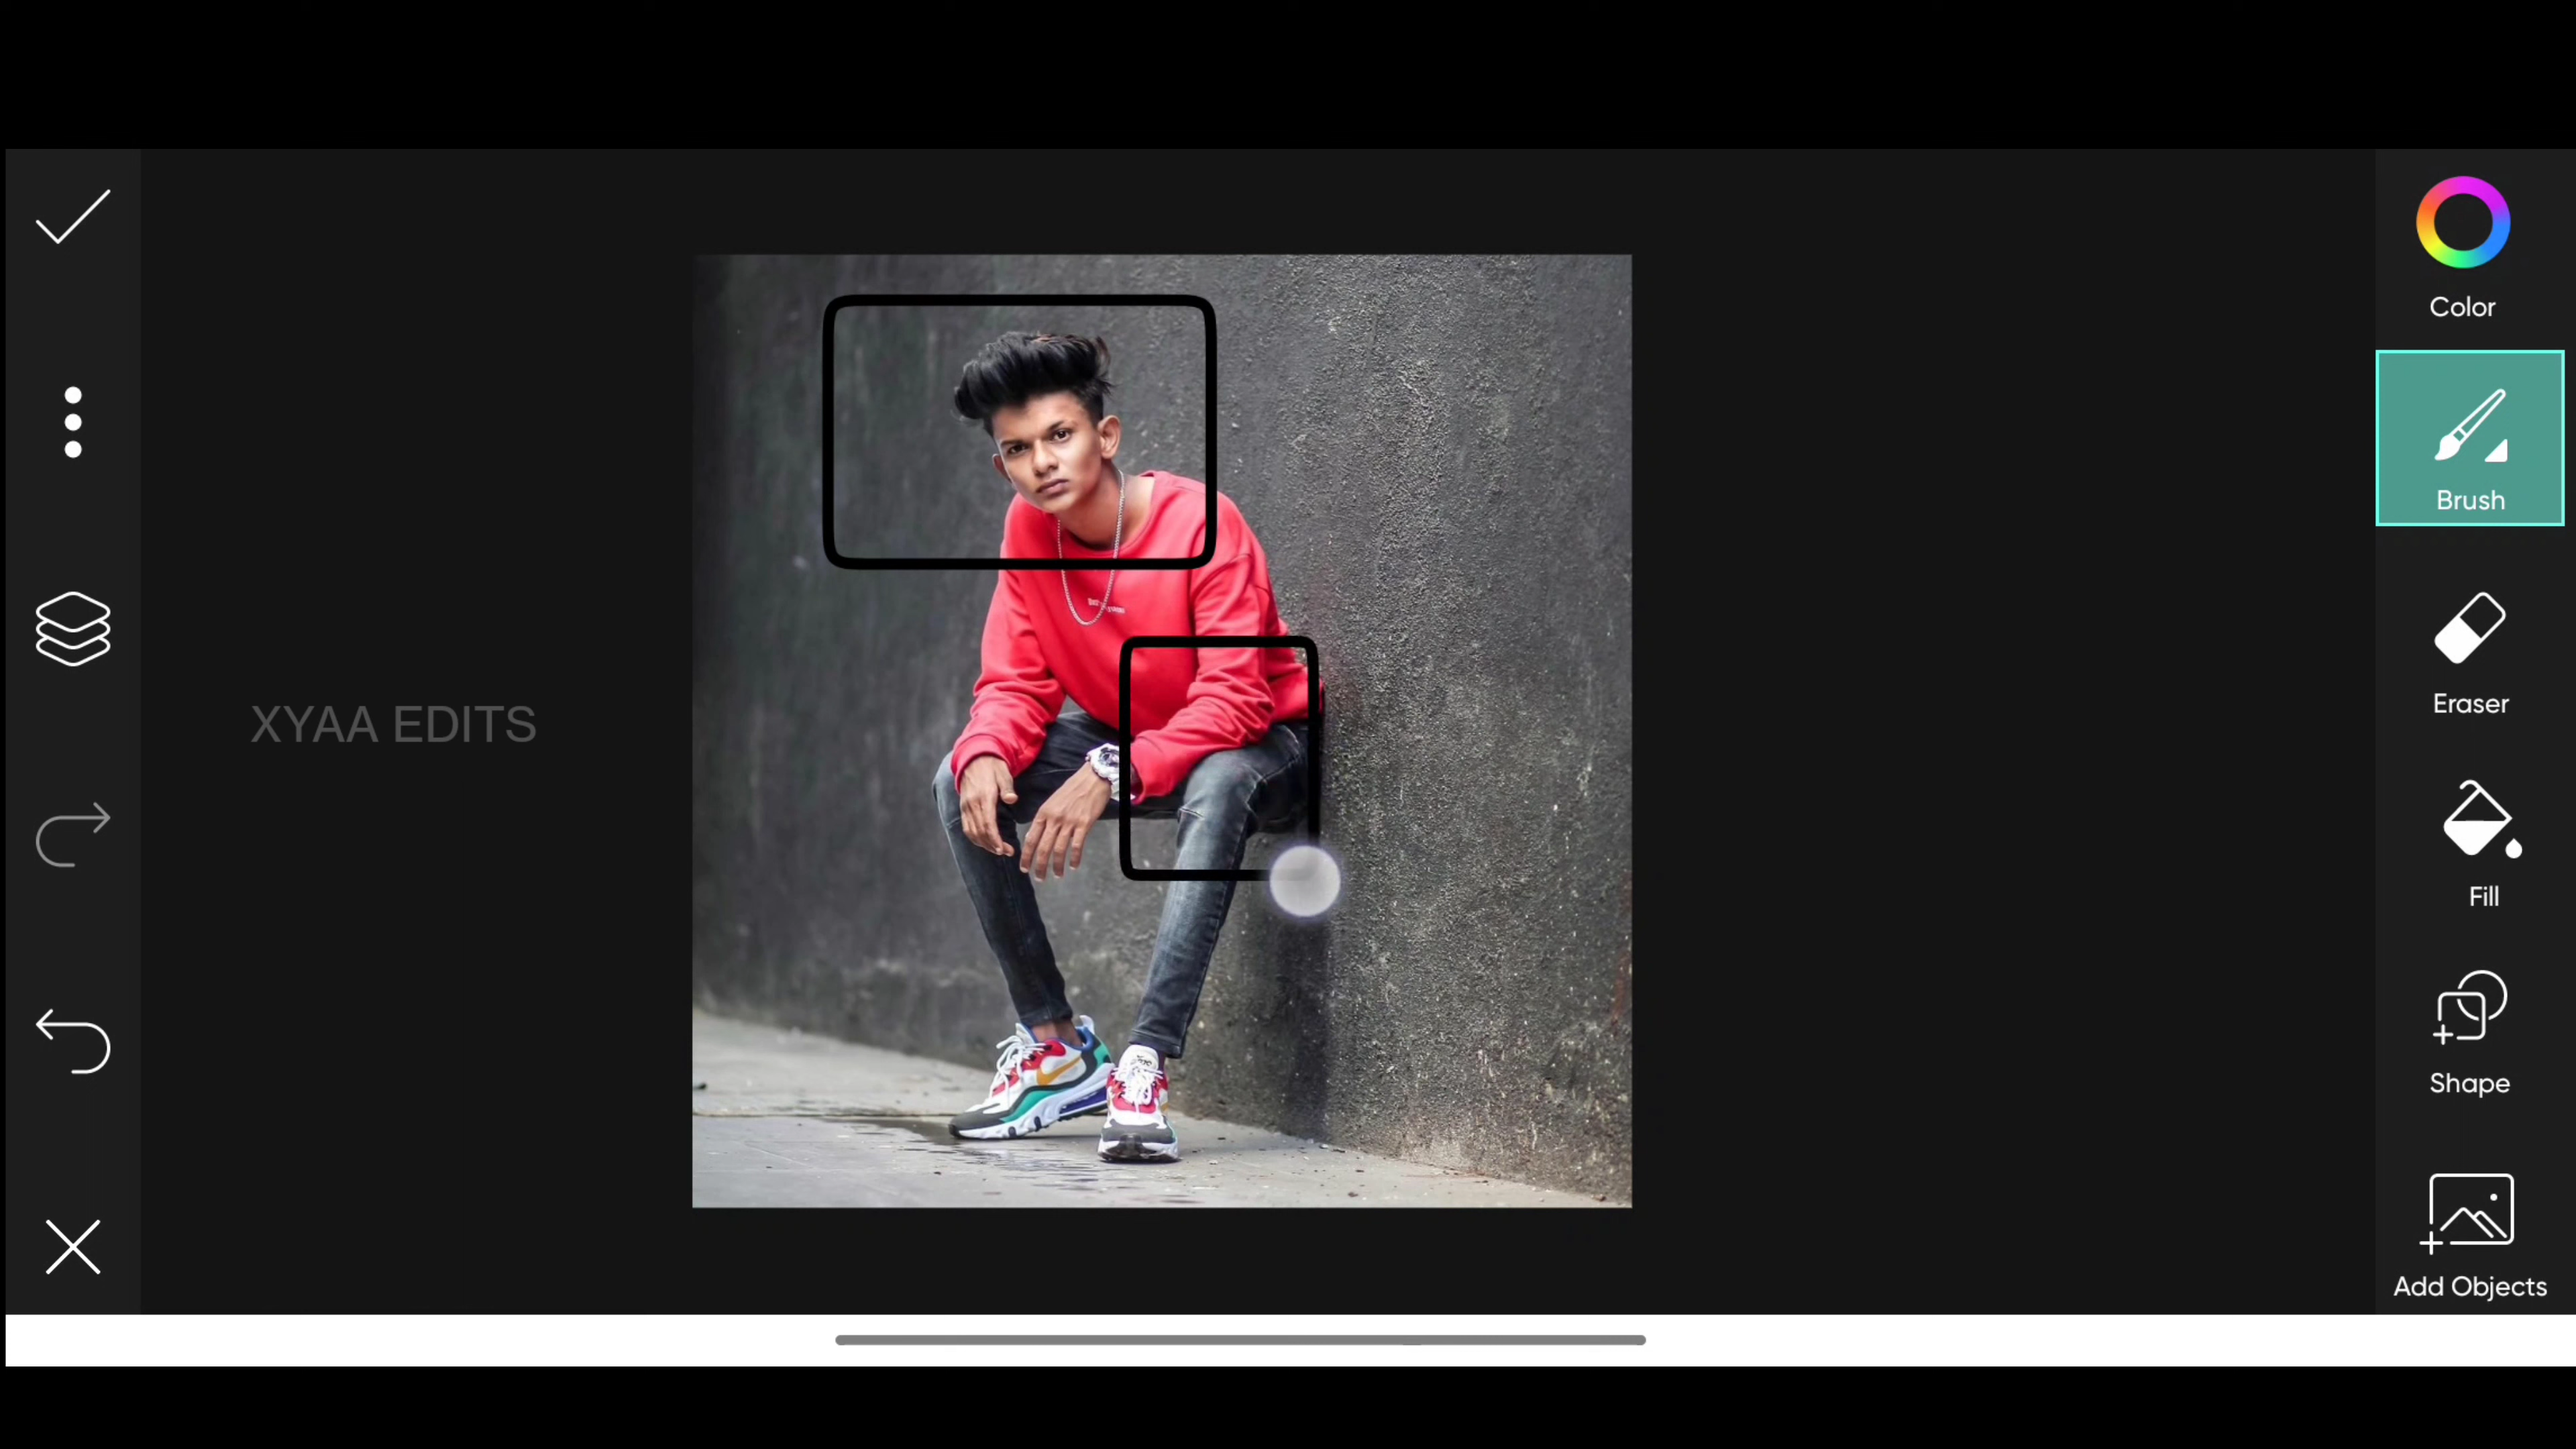 Color
Brush
Eraser
XYAA EDITS
Fill
Shape
Add Objects